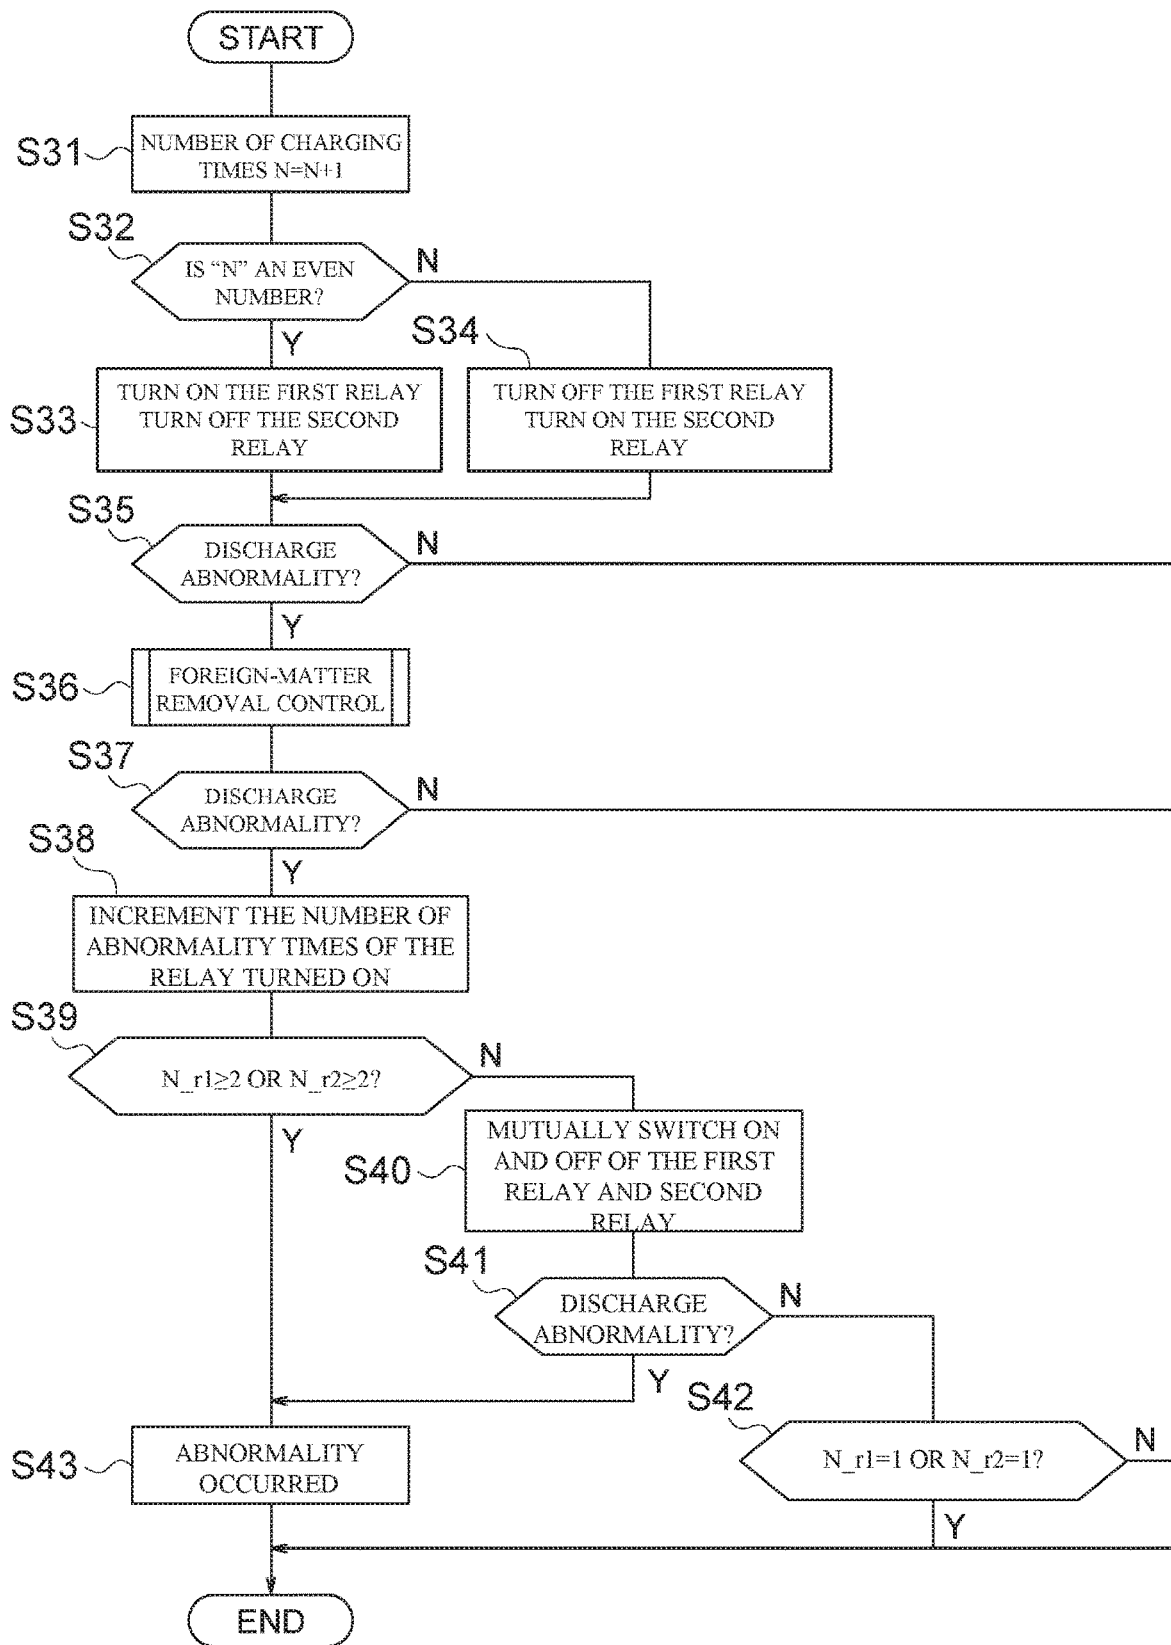 START
S31
NUMBER OF CHARGING
TIMES N=N+1
S32
IS “N” AN EVEN
NUMBER?
N
Y
S33
TURN ON THE FIRST RELAY
TURN OFF THE SECOND
RELAY
S34
TURN OFF THE FIRST RELAY
TURN ON THE SECOND
RELAY
S35
DISCHARGE
ABNORMALITY?
N
Y
S36
FOREIGN-MATTER
REMOVAL CONTROL
S37
DISCHARGE
ABNORMALITY?
N
Y
S38
INCREMENT THE NUMBER OF
ABNORMALITY TIMES OF THE
RELAY TURNED ON
S39
N_r1≥2 OR N_r2≥2?
N
Y
S40
MUTUALLY SWITCH ON
AND OFF OF THE FIRST
RELAY AND SECOND
RELAY
S41
DISCHARGE
ABNORMALITY?
N
Y
S42
N_r1=1 OR N_r2=1?
N
Y
S43
ABNORMALITY
OCCURRED
END